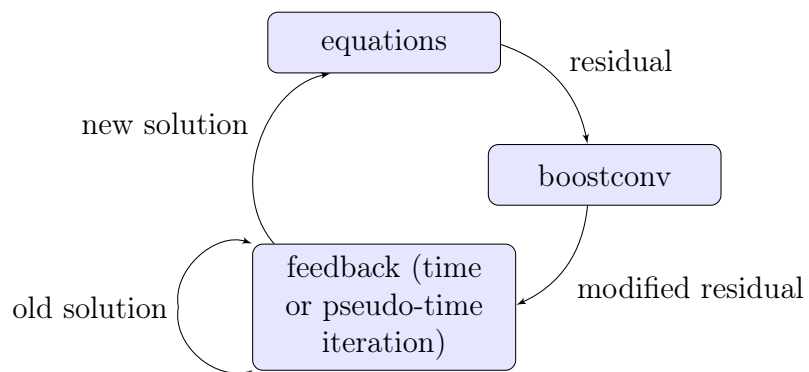 equations
residual
new solution
boostconv
feedback (time
or pseudo-time
iteration)
old solution
modified residual